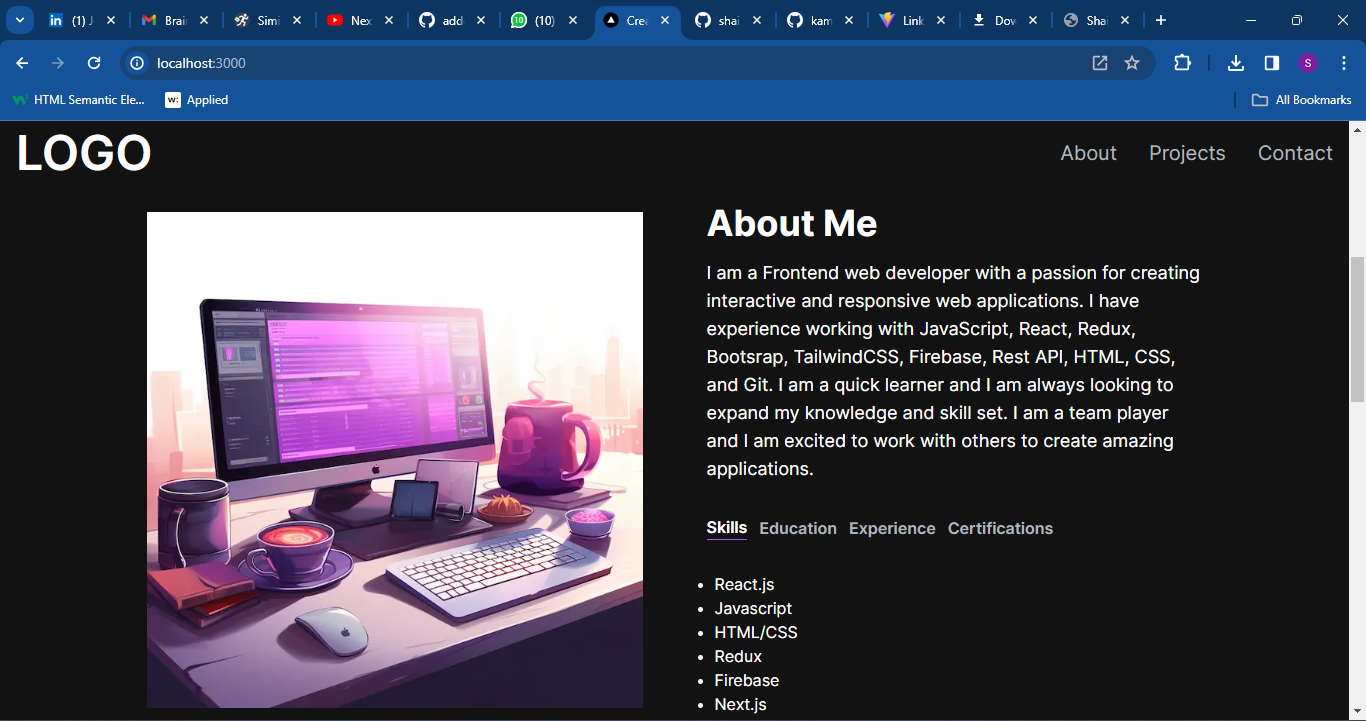 (1) J
Brai
Simi
Nex
add
(10)
Crea
shai
kam
Link
Dov
Sha
localhost:3000
S
HTML Semantic Ele...
w: Applied
All Bookmarks
LOGO
About Projects Contact
About Me
I am a Frontend web developer with a passion for creating
interactive and responsive web applications. I have
experience working with JavaScript, React, Redux,
Bootsrap, TailwindCSS, Firebase, Rest API, HTML, CSS,
and Git. I am a quick learner and I am always looking to
expand my knowledge and skill set. I am a team player
and I am excited to work with others to create amazing
applications.
Skills Education Experience Certifications
React.js
Javascript
HTML/CSS
Redux
Firebase
Next.js